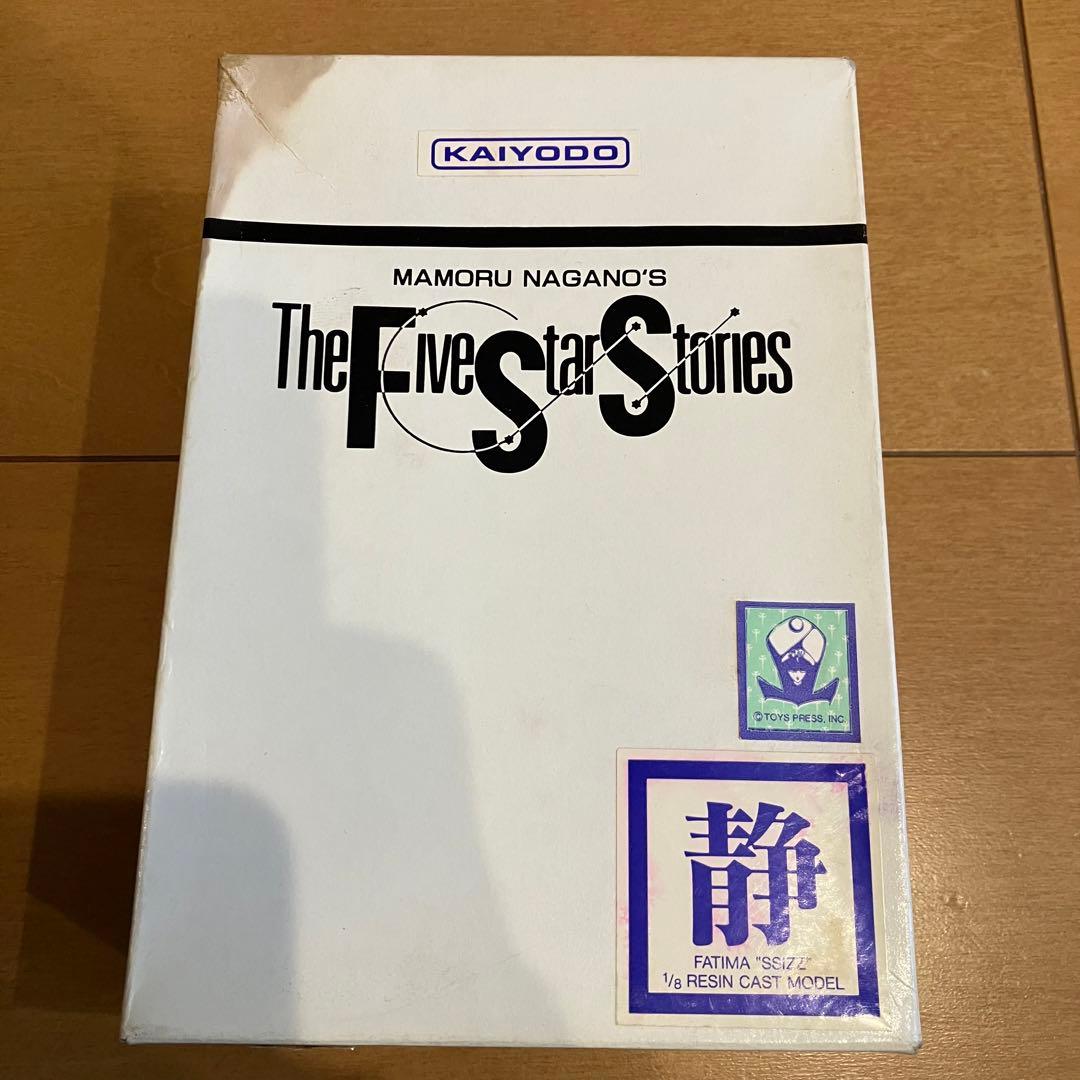 KAIYODO
MAMORU NAGANO'S
The Five Star Stories
© TOYS PRESS, INC.
静
FATIMA "SSIZZ"
1/8 RESIN CAST MODEL